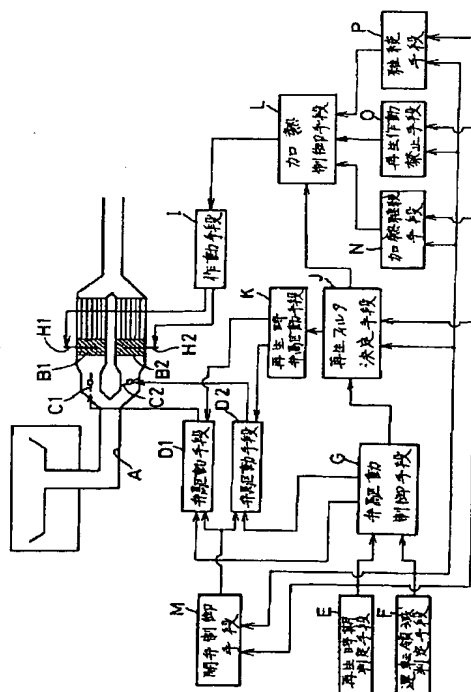 H1
B1
C1
A
B2
H2
C2
D1
弁駆動手段
D2
弁駆動手段
I
作動手段
K
再生時
弁駆動手段
J
再生フィルタ
決定手段
L
加熱
制御手段
G
弁駆動
制御手段
M
開弁制御
手段
E
再生時期
判定手段
F
運転領域
判定手段
N
加熱継続
手段
O
再生作動
禁止手段
P
継続
手段